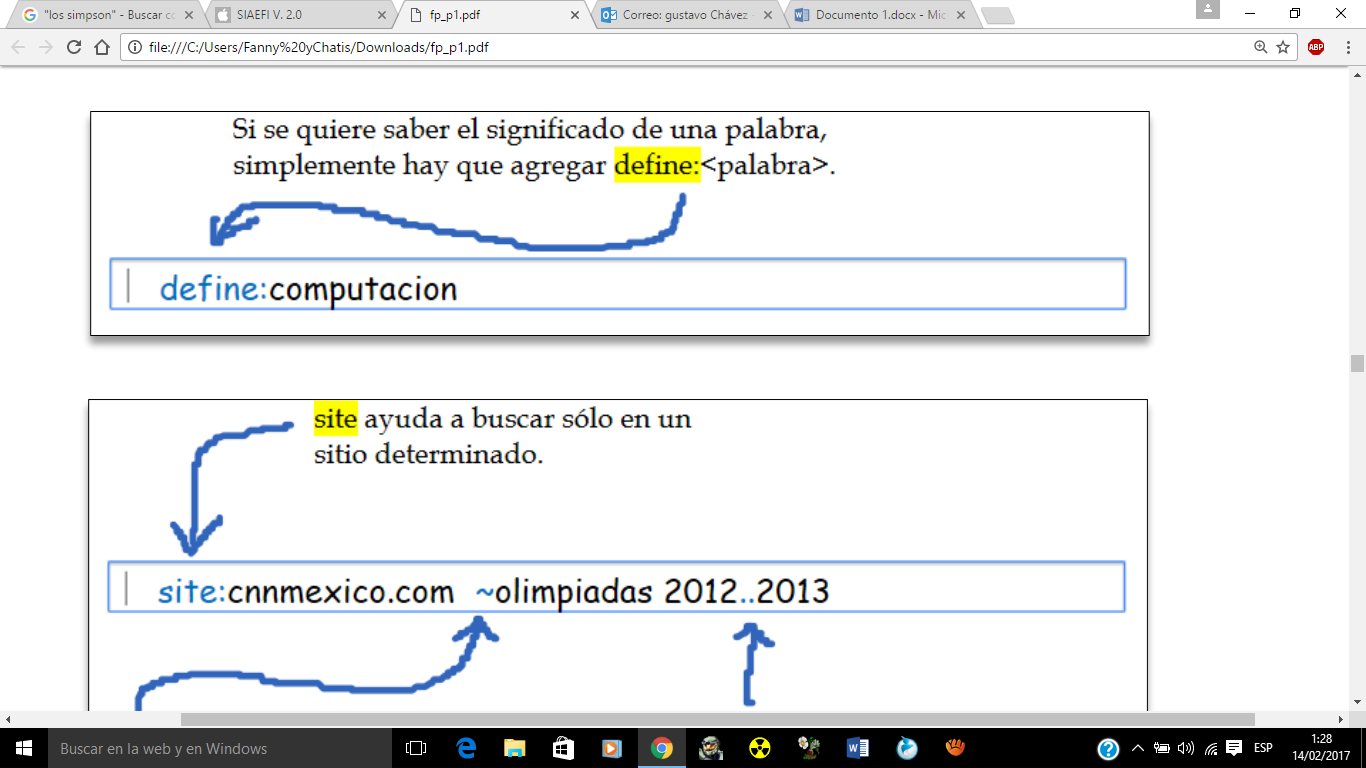 "los simpson" - Buscar co
SIAEFI V. 2.0
fp_p1.pdf
Correo: gustavo Chávez -
Documento 1.docx - Mic
file:///C:/Users/Fanny%20yChatis/Downloads/fp_p1.pdf
ABP
Si se quiere saber el significado de una palabra,
simplemente hay que agregar define:<palabra>.
define:computacion
site ayuda a buscar sólo en un
sitio determinado.
site:cnnmexico.com ~olimpiadas 2012..2013
Buscar en la web y en Windows
ESP
1:28
14/02/2017